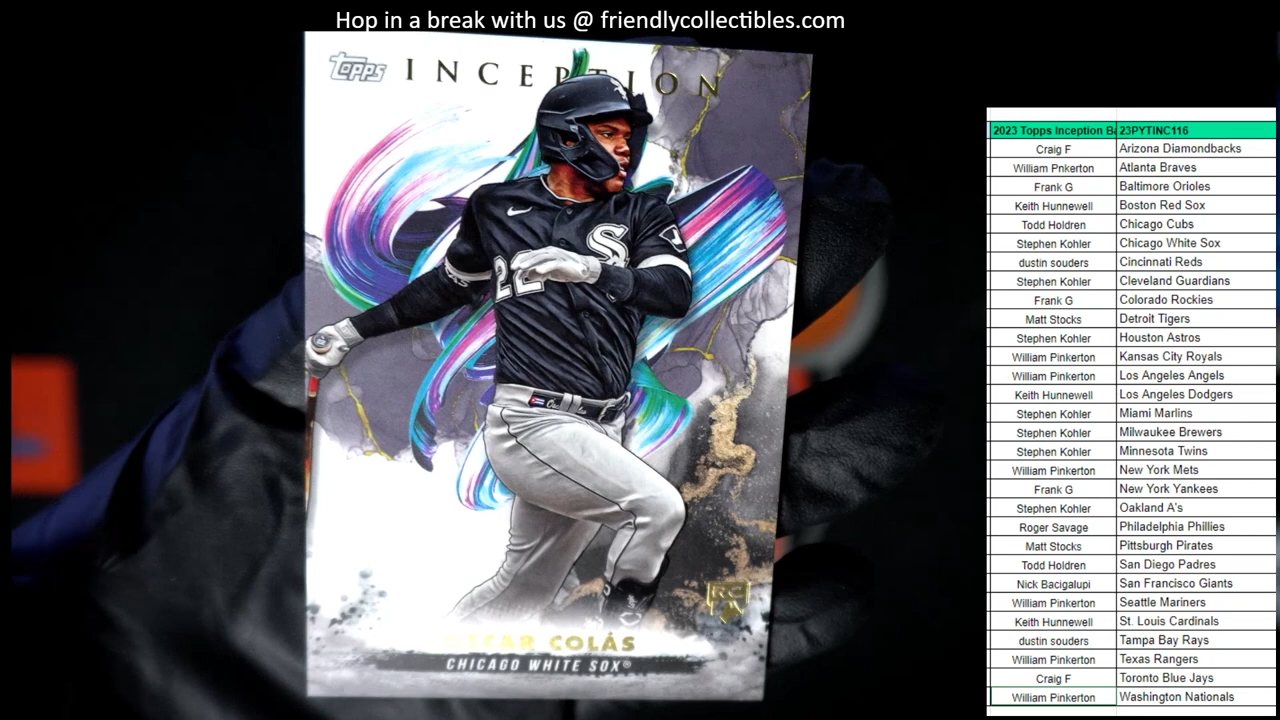 Hop in a break with us @ friendlycollectibles.com
Topps INCEPTION
22
S
RC
OSCAR COLÁS
CHICAGO WHITE SOX®
2023 Topps Inception Ba 23PYTINC116
Craig F Arizona Diamondbacks
William Pnkerton Atlanta Braves
Frank G Baltimore Orioles
Keith Hunnewell Boston Red Sox
Todd Holdren Chicago Cubs
Stephen Kohler Chicago White Sox
dustin souders Cincinnati Reds
Stephen Kohler Cleveland Guardians
Frank G Colorado Rockies
Matt Stocks Detroit Tigers
Stephen Kohler Houston Astros
William Pinkerton Kansas City Royals
William Pinkerton Los Angeles Angels
Keith Hunnewell Los Angeles Dodgers
Stephen Kohler Miami Marlins
Stephen Kohler Milwaukee Brewers
Stephen Kohler Minnesota Twins
William Pinkerton New York Mets
Frank G New York Yankees
Stephen Kohler Oakland A's
Roger Savage Philadelphia Phillies
Matt Stocks Pittsburgh Pirates
Todd Holdren San Diego Padres
Nick Bacigalupi San Francisco Giants
William Pinkerton Seattle Mariners
Keith Hunnewell St. Louis Cardinals
dustin souders Tampa Bay Rays
William Pinkerton Texas Rangers
Craig F Toronto Blue Jays
William Pinkerton Washington Nationals